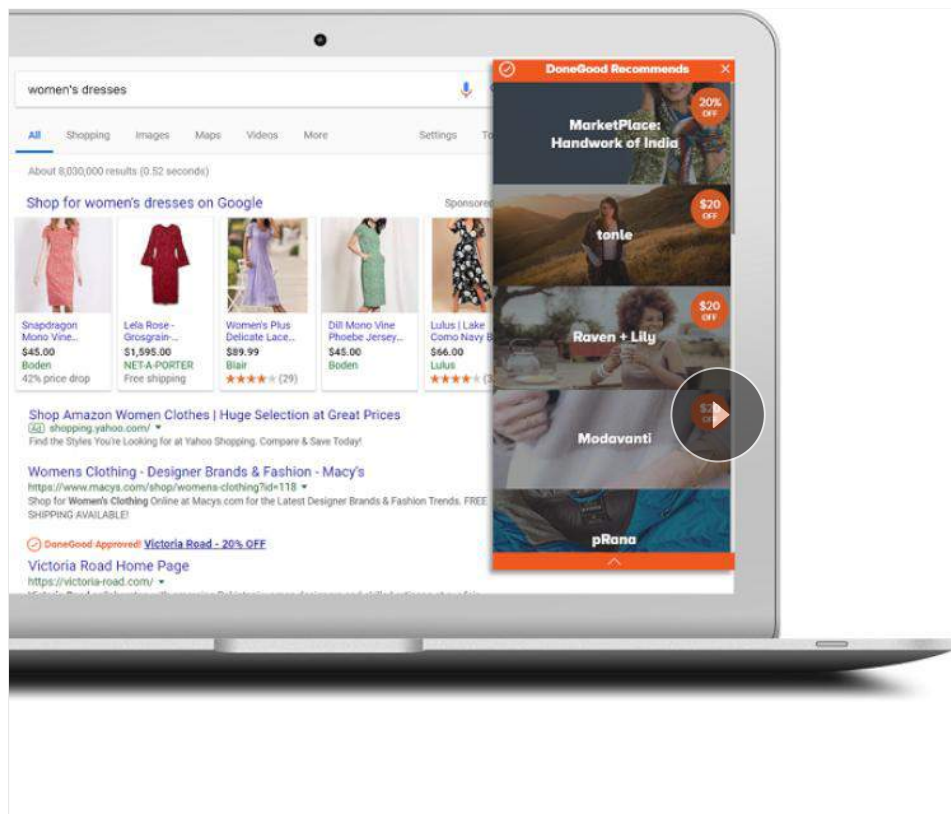 women's dresses
All Shopping Images Maps Videos More Settings
About 8,030,000 results (0.52 seconds)
Shop for women's dresses on Google
Sponsored
Snapdragon
Mono Vine...
$45.00
Boden
42% price drop
Lela Rose -
Grosgrain-...
$1,595.00
NET-A-PORTER
Free shipping
Women's Plus
Delicate Lace...
$89.99
Blair
(29)
Dill Mono Vine
Phoebe Jersey...
$45.00
Boden
Lulus | Lake
Como Navy B
$66.00
Lulus
Shop Amazon Women Clothes | Huge Selection at Great Prices
Ad shopping.yahoo.com/
Find the Styles You're Looking for at Yahoo Shopping. Compare & Save Today!
Womens Clothing - Designer Brands & Fashion - Macy's
https://www.macys.com/shop/womens-clothing?id=118
Shop for Women's Clothing Online at Macys.com for the Latest Designer Brands & Fashion Trends. FREE
SHIPPING AVAILABLE!
DoneGood Approved! Victoria Road - 20% OFF
Victoria Road Home Page
https://victoria-road.com/
DoneGood Recommends
20%
OFF
MarketPlace:
Handwork of India
$20
OFF
tonle
$20
OFF
Raven + Lily
$20
OFF
Modavanti
pRana